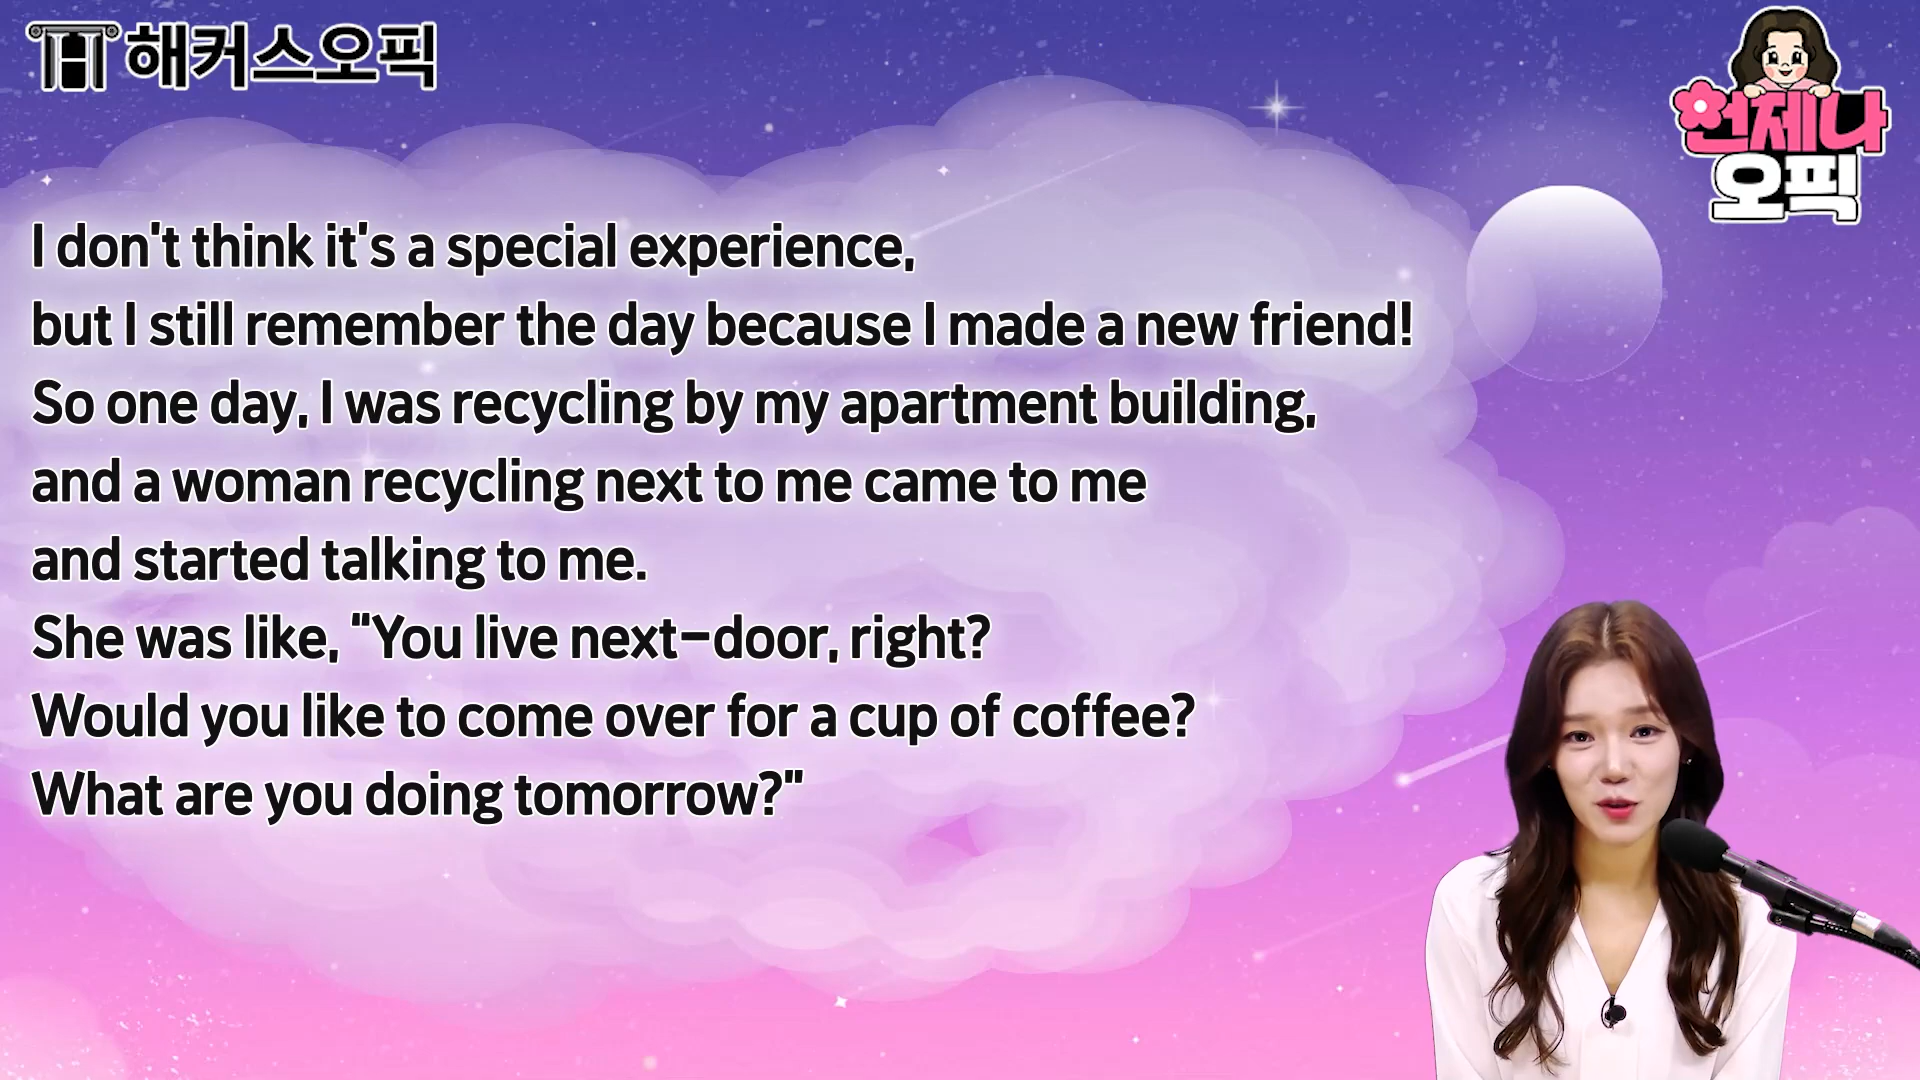 해커스오픽
언제나
오픽
I don't think it's a special experience,
but I still remember the day because I made a new friend!
So one day, I was recycling by my apartment building,
and a woman recycling next to me came to me
and started talking to me.
She was like, "You live next-door, right?
Would you like to come over for a cup of coffee?
What are you doing tomorrow?"